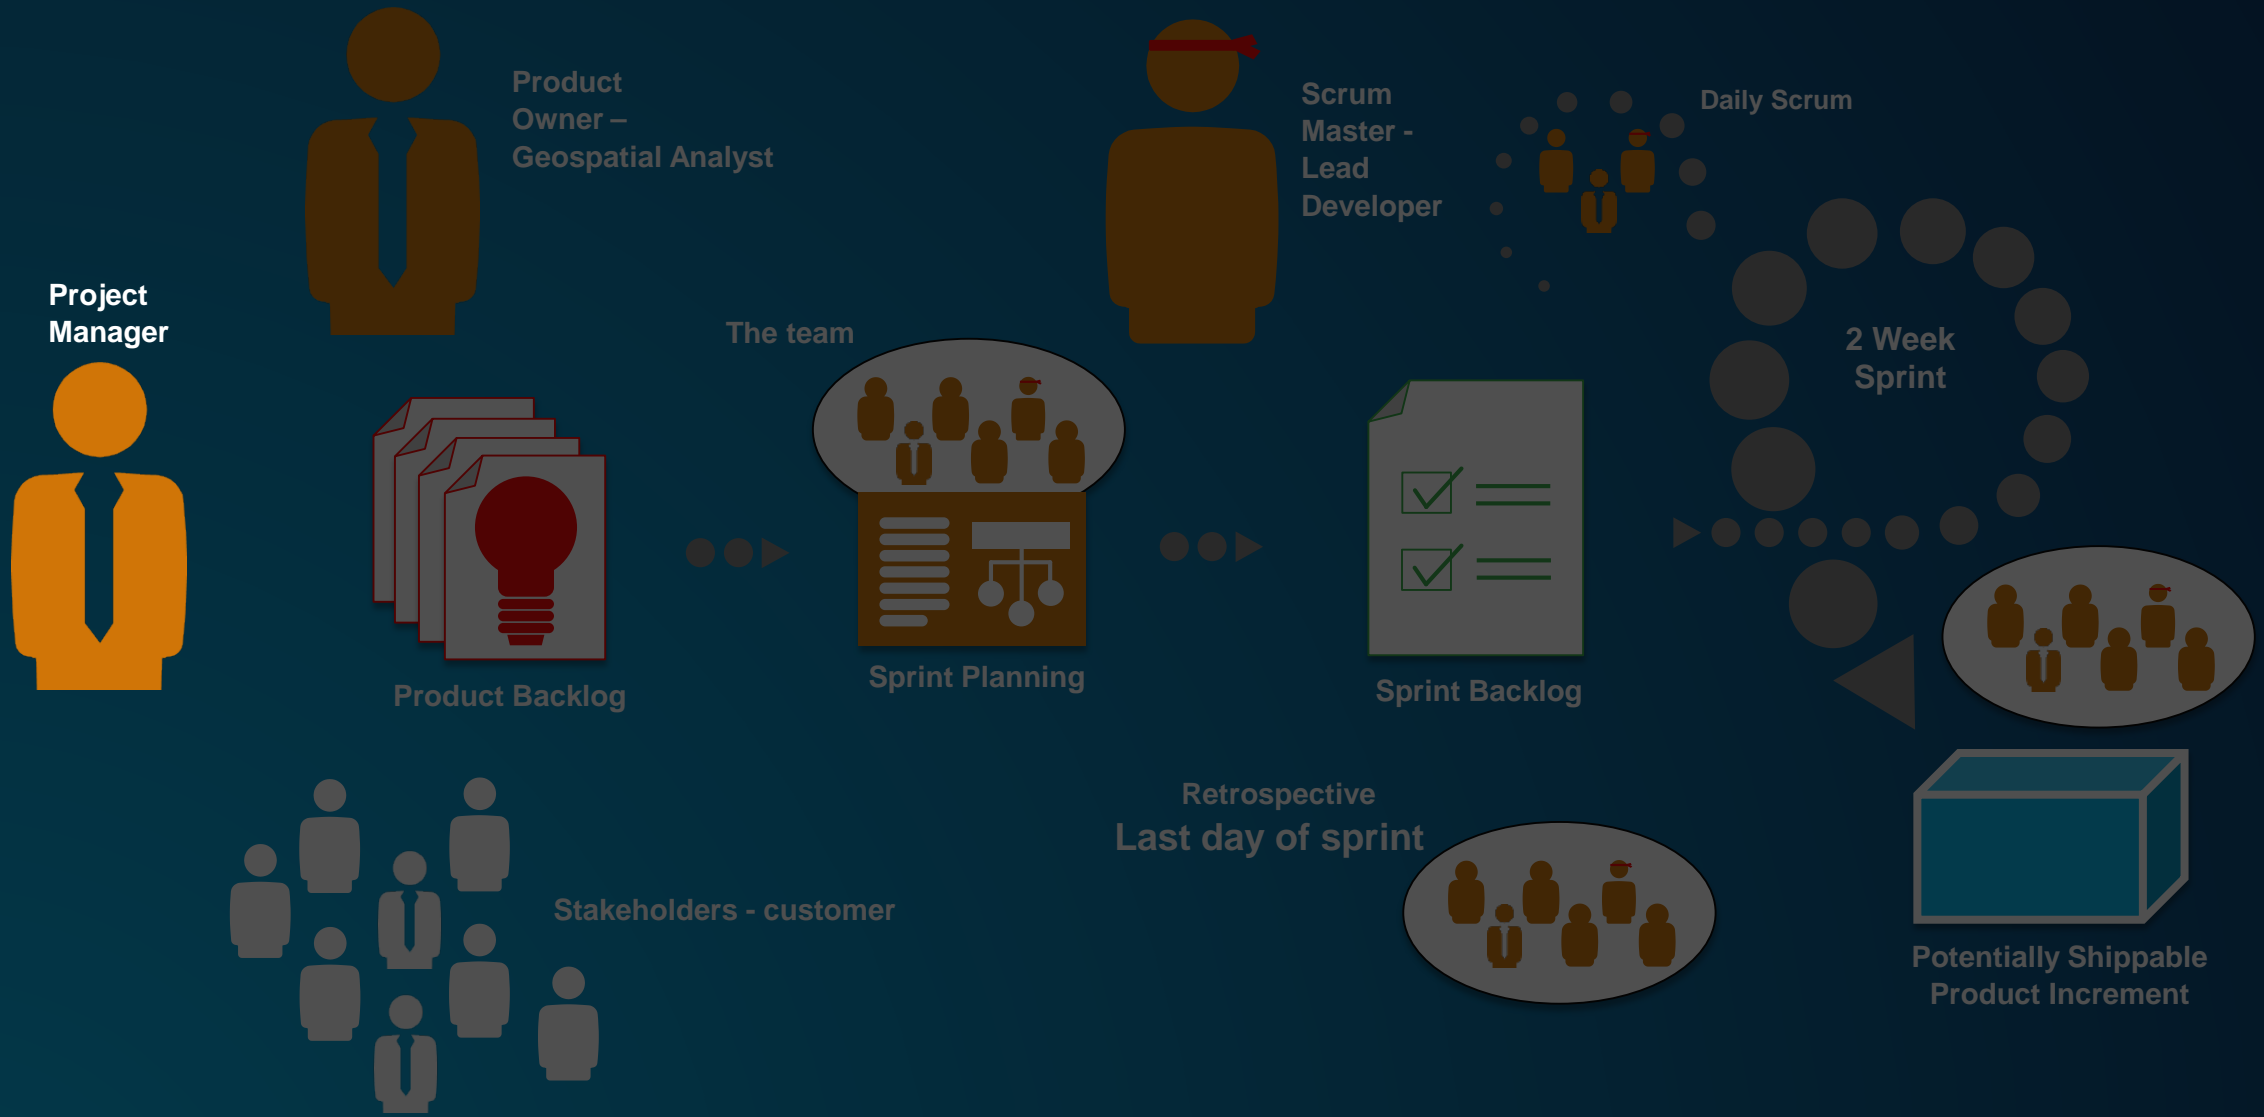 Product
Owner –
Geospatial Analyst
Scrum
Master -
Lead
Developer
Daily Scrum
Project
Manager
The team
2 Week
Sprint
Product Backlog
Sprint Planning
Sprint Backlog
Retrospective
Last day of sprint
Stakeholders - customer
Potentially Shippable
Product Increment